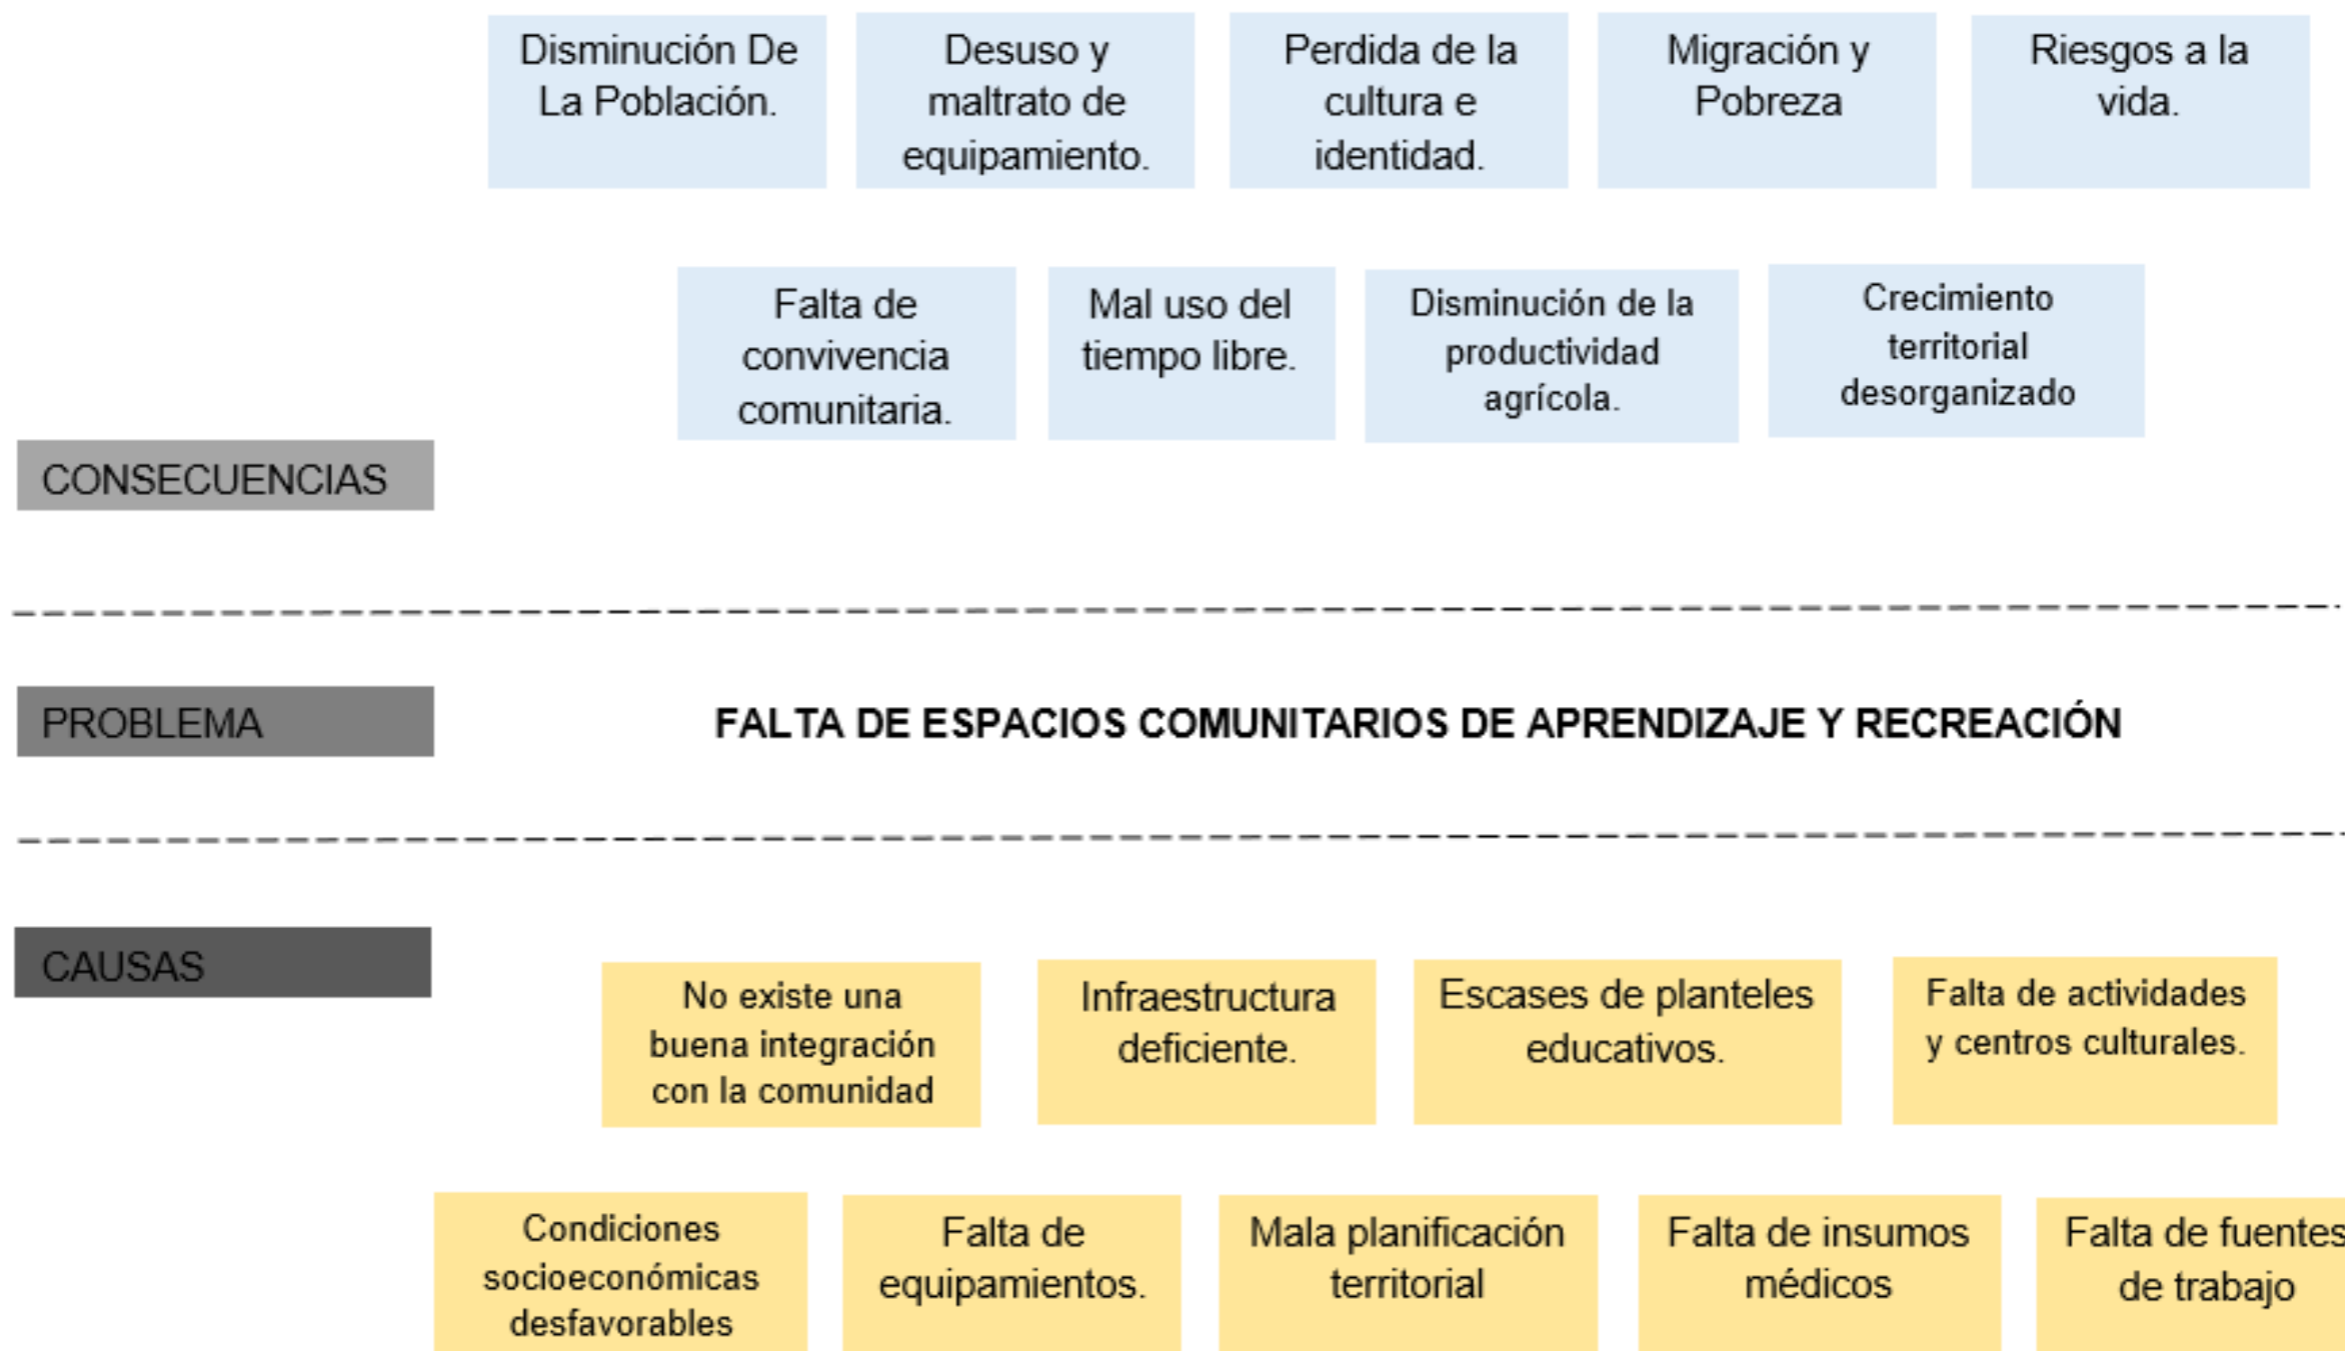 Disminución De
La Población.
Desuso y
maltrato de
equipamiento.
Perdida de la
cultura e
identidad.
Migración y
Pobreza
Riesgos a la
vida.
Falta de
convivencia
comunitaria.
Mal uso del
tiempo libre.
Disminución de la
productividad
agrícola.
Crecimiento
territorial
desorganizado
CONSECUENCIAS
PROBLEMA
FALTA DE ESPACIOS COMUNITARIOS DE APRENDIZAJE Y RECREACIÓN
CAUSAS
No existe una
buena integración
con la comunidad
Infraestructura
deficiente.
Escases de planteles
educativos.
Falta de actividades
y centros culturales.
Condiciones
socioeconómicas
desfavorables
Falta de
equipamientos.
Mala planificación
territorial
Falta de insumos
médicos
Falta de fuentes
de trabajo